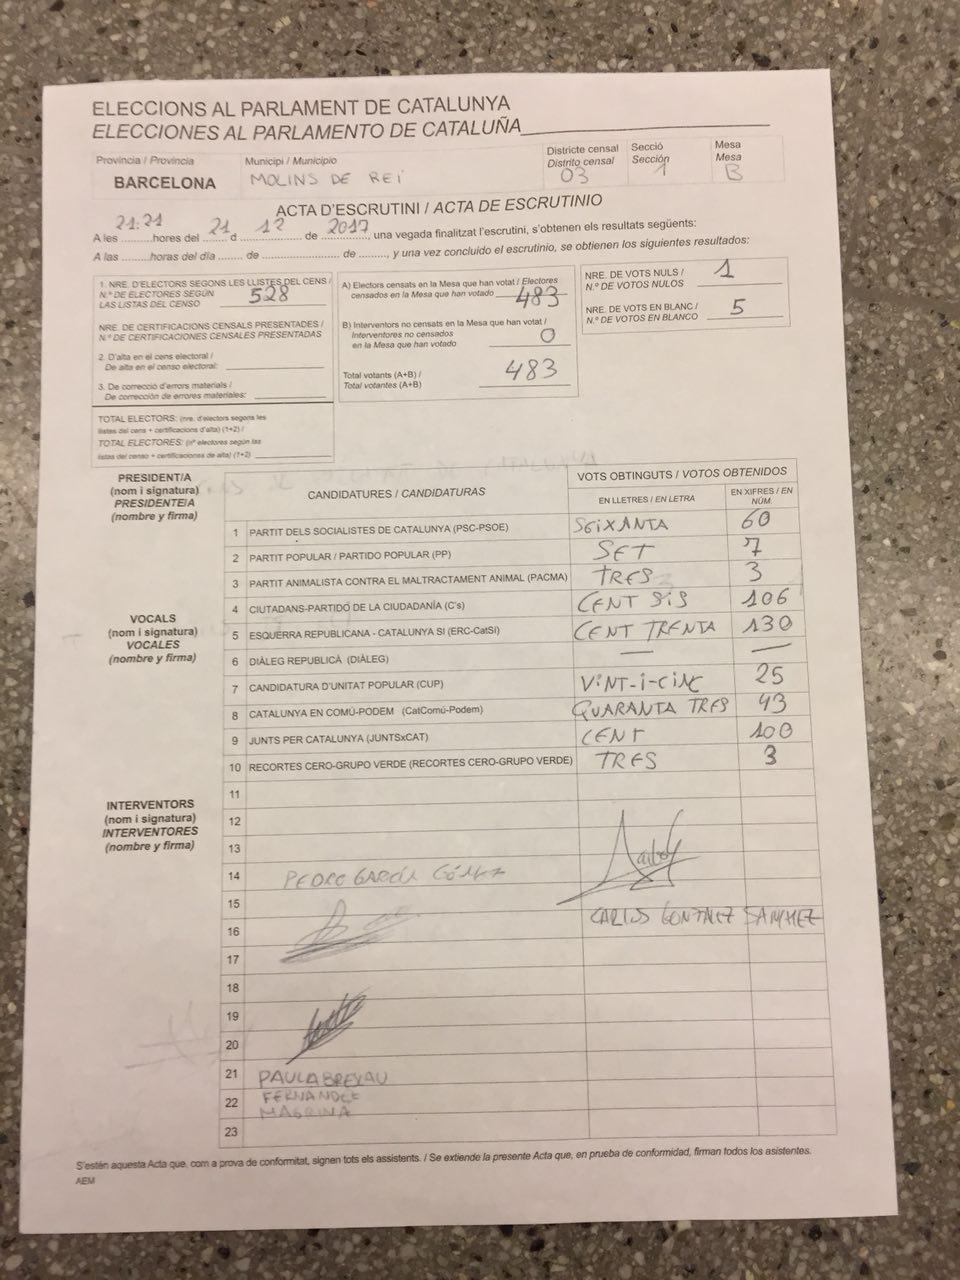 ELECCIONS AL PARLAMENT DE CATALUNYA
ELECCIONES AL PARLAMENTO DE CATALUÑA
Provincia / Provincia
BARCELONA
Municipi / Municipio
MOLINS DE REI
Districte censal
Distrito censal
03
Secció
Sección
1
Mesa
Mesa
B
ACTA D'ESCRUTINI / ACTA DE ESCRUTINIO
A les 21:21 hores del 21 d 12 de 2017, una vegada finalitzat l'escrutini, s'obtenen els resultats següents:
A las .........horas del día ....... de ........................... de ........, y una vez concluido el escrutinio, se obtienen los siguientes resultados:
1. NRE. D'ELECTORS SEGONS LES LLISTES DEL CENS /
N.º DE ELECTORES SEGÚN
LAS LISTAS DEL CENSO 528
NRE. DE CERTIFICACIONS CENSALS PRESENTADES /
N.º DE CERTIFICACIONES CENSALES PRESENTADAS
2. D'alta en el cens electoral /
De alta en el censo electoral:
3. De correcció d'errors materials /
De corrección de errores materiales:
TOTAL ELECTORS: (nre. d'electors segons les
llistes del cens + certificacions d'alta) (1+2) /
TOTAL ELECTORES: (nº electores según las
listas del censo + certificaciones de alta) (1+2)
A) Electors censats en la Mesa que han votat / Electores
censados en la Mesa que han votado 483
B) Interventors no censats en la Mesa que han votat /
Interventores no censados
en la Mesa que han votado 0
Total votants (A+B) /
Total votantes (A+B) 483
NRE. DE VOTS NULS /
N.º DE VOTOS NULOS 1
NRE. DE VOTS EN BLANC /
N.º DE VOTOS EN BLANCO 5
PRESIDENT/A
(nom i signatura)
PRESIDENTE/A
(nombre y firma)
VOCALS
(nom i signatura)
VOCALES
(nombre y firma)
INTERVENTORS
(nom i signatura)
INTERVENTORES
(nombre y firma)
CANDIDATURES / CANDIDATURAS
VOTS OBTINGUTS / VOTOS OBTENIDOS
EN LLETRES / EN LETRA
EN XIFRES / EN NÚM.
1 PARTIT DELS SOCIALISTES DE CATALUNYA (PSC-PSOE) SEIXANTA 60
2 PARTIT POPULAR / PARTIDO POPULAR (PP) SET 7
3 PARTIT ANIMALISTA CONTRA EL MALTRACTAMENT ANIMAL (PACMA) TRES 3
4 CIUTADANS-PARTIDO DE LA CIUDADANÍA (C's) CENT SIS 106
5 ESQUERRA REPUBLICANA - CATALUNYA SI (ERC-CatSí) CENT TRENTA 130
6 DIÀLEG REPUBLICÀ (DIÀLEG) — —
7 CANDIDATURA D'UNITAT POPULAR (CUP) VINT-I-CINC 25
8 CATALUNYA EN COMÚ-PODEM (CatComú-Podem) QUARANTA TRES 43
9 JUNTS PER CATALUNYA (JUNTSxCAT) CENT 100
10 RECORTES CERO-GRUPO VERDE (RECORTES CERO-GRUPO VERDE) TRES 3
11
12
13
14 PEDRO GARCÍA GÓMEZ
15
16 CARLOS GONZALEZ SANCHEZ
17
18
19
20
21 PAULA
22 FERNANDEZ
MAGRINA
23
S'estén aquesta Acta que, com a prova de conformitat, signen tots els assistents. / Se extiende la presente Acta que, en prueba de conformidad, firman todos los asistentes.
AEM